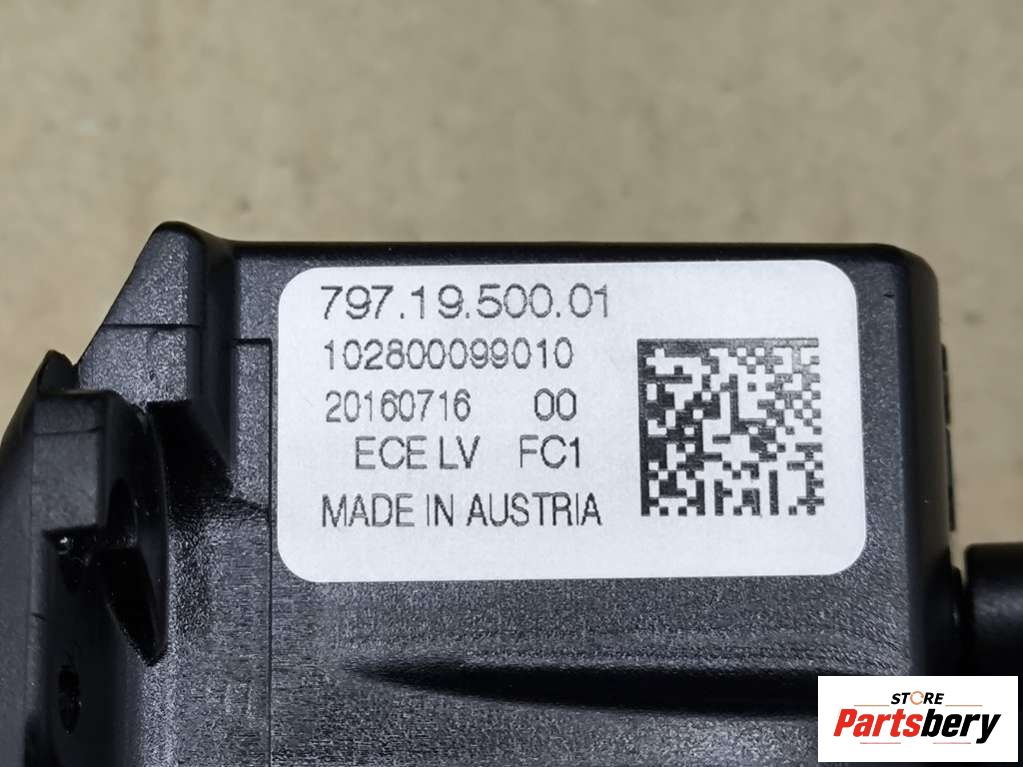 797.19.500.01
102800099010
20160716 00
ECE LV FC1
MADE IN AUSTRIA
STORE
Partsbery